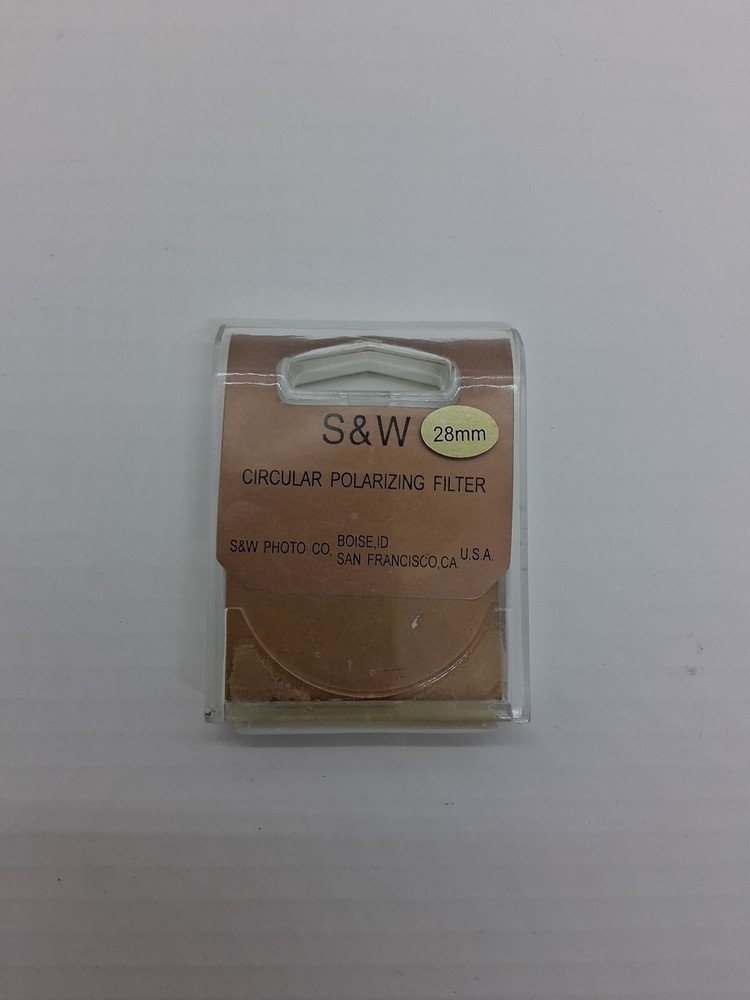 S&W 28mm
CIRCULAR POLARIZING FILTER
S&W PHOTO CO, BOISE,ID. U.S.A.
SAN FRANCISCO,CA.